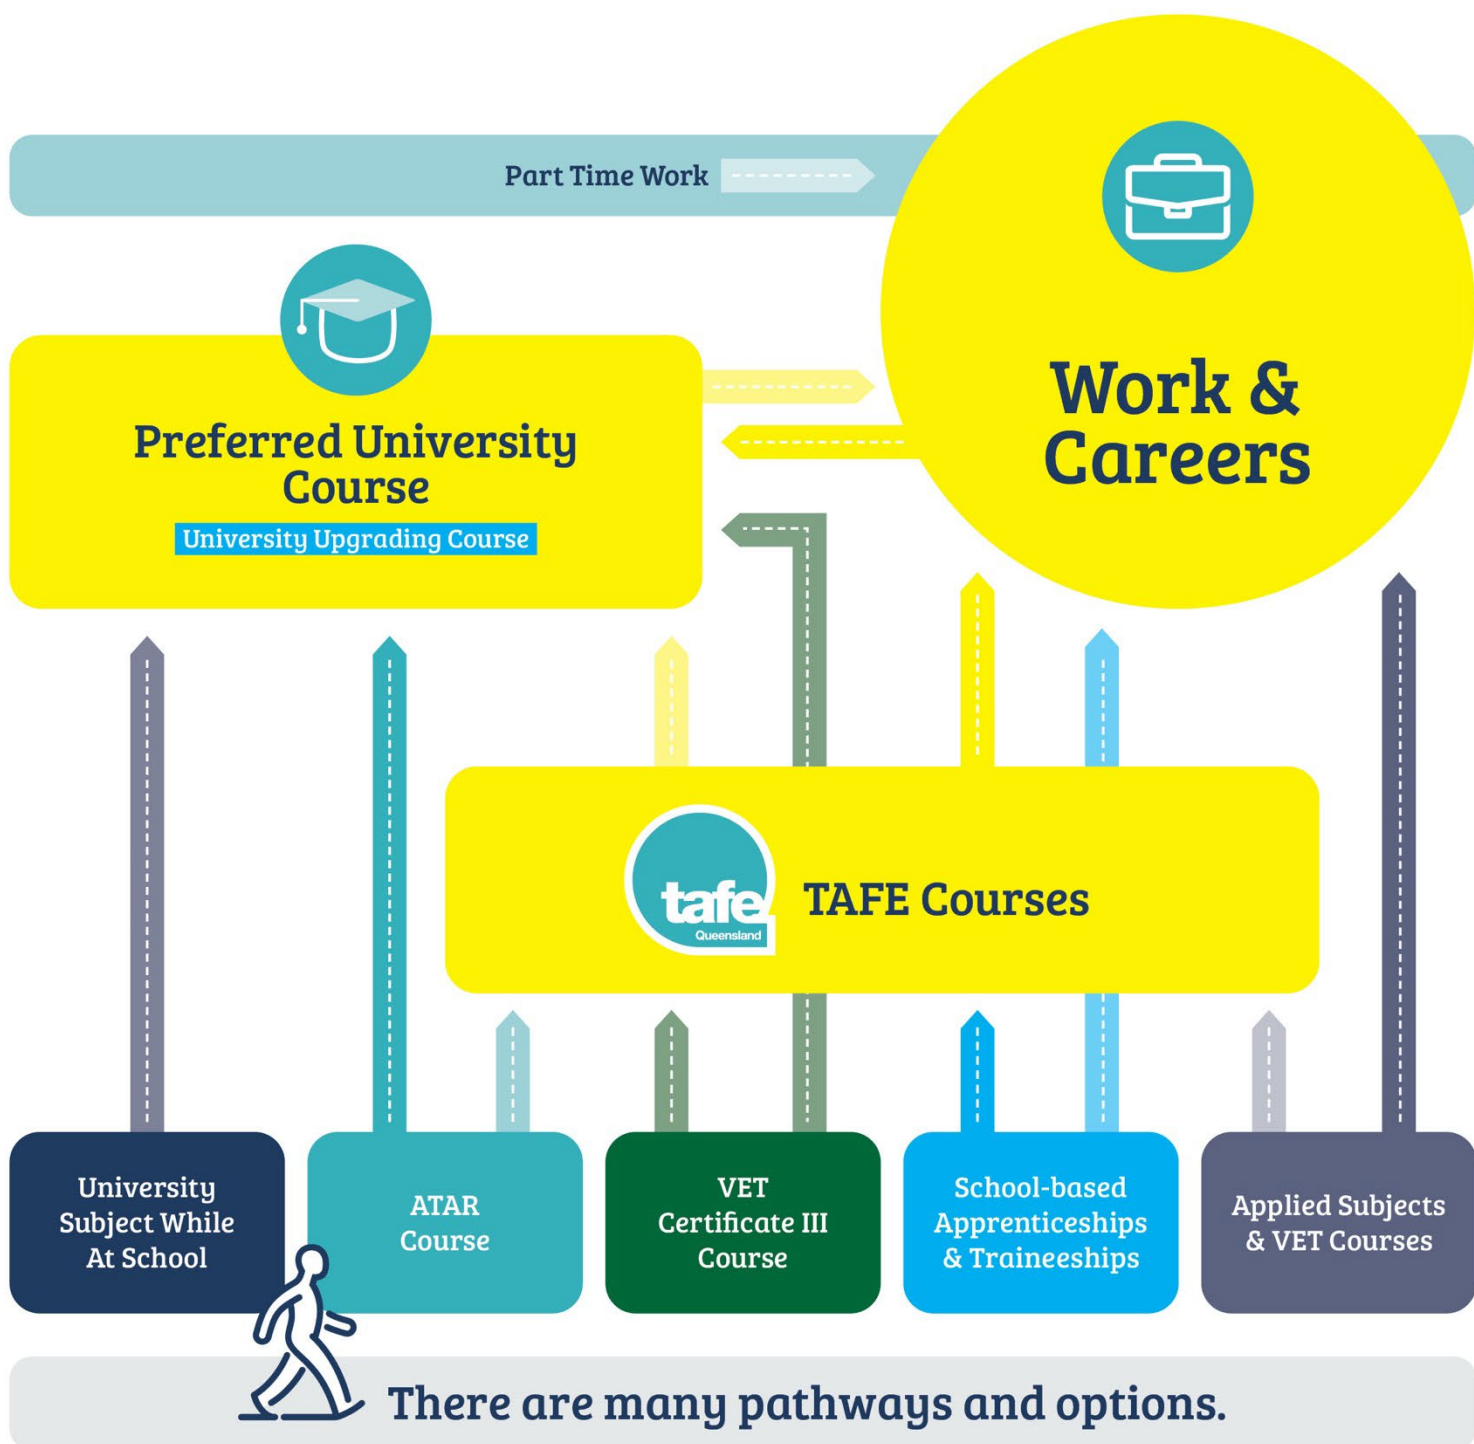 Part Time Work
Work &
Careers
Preferred University
Course
University Upgrading Course
tafe
Queensland
TAFE Courses
University
Subject While
At School
ATAR
Course
VET
Certificate III
Course
School-based
Apprenticeships
& Traineeships
Applied Subjects
& VET Courses
There are many pathways and options.